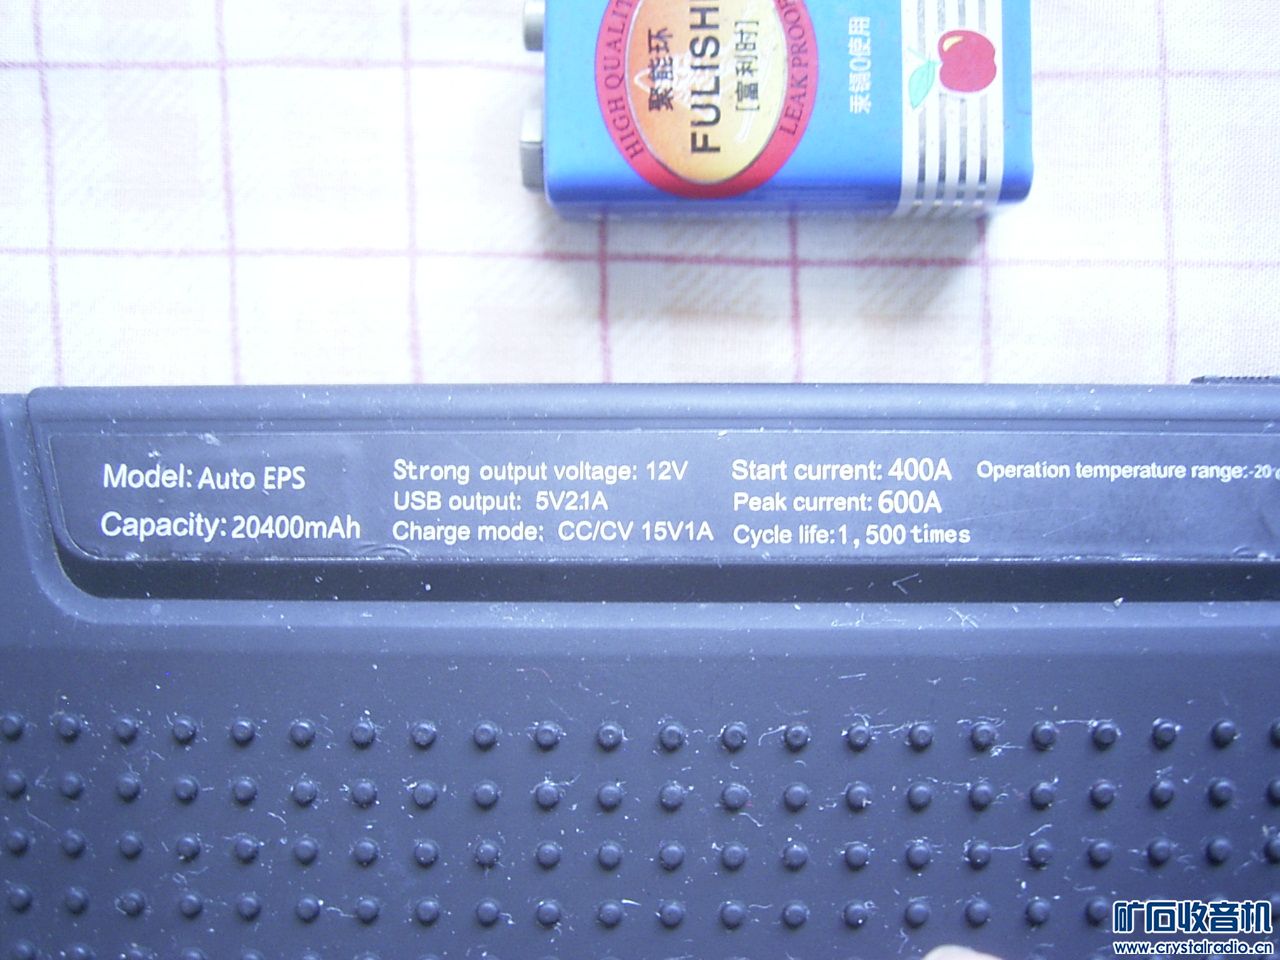 HIGH QUALIT
聚能环
FULISH
[富利时]
LEAK PROOF
汞镉0使用
Model: Auto EPS
Capacity: 20400mAh
Strong output voltage: 12V
USB output: 5V2.1A
Charge mode: CC/CV 15V1A
Start current: 400A
Peak current: 600A
Cycle life:1, 500 times
Operation temperature range:-20°
矿石收音机
www.crystalradio.cn